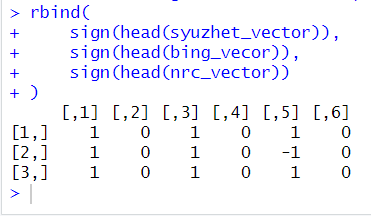 > rbind(
+     sign(head(syuzhet_vector)),
+     sign(head(bing_vecor)),
+     sign(head(nrc_vector))
+ )
     [,1] [,2] [,3] [,4] [,5] [,6]
[1,]    1    0    1    0    1    0
[2,]    1    0    1    0   -1    0
[3,]    1    0    1    0    1    0
>